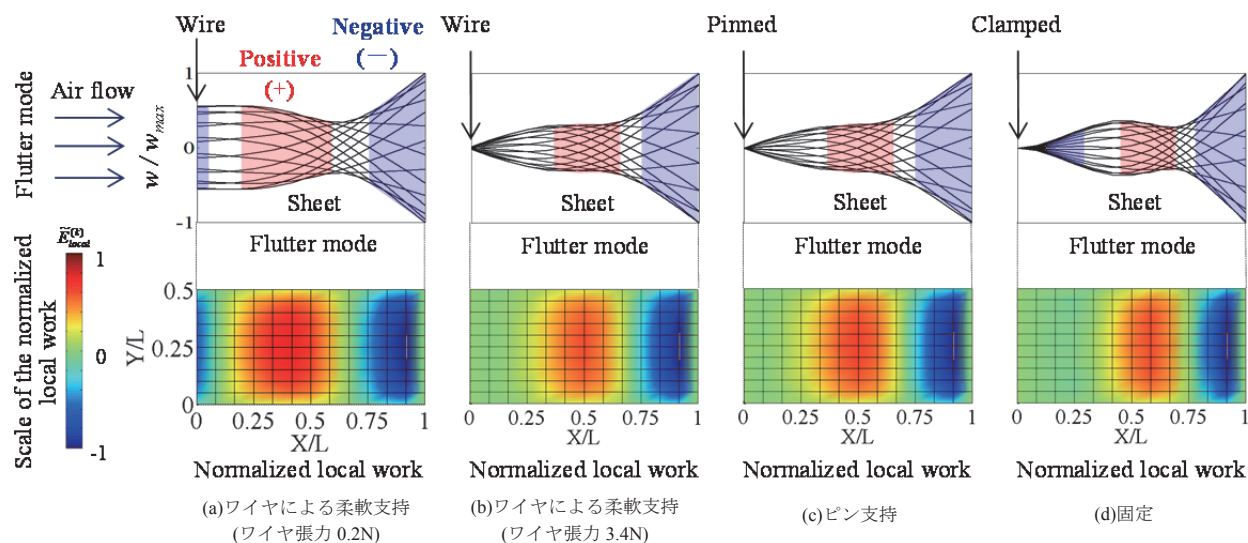 Wire
Wire
Pinned
Clamped
Negative
(－)
Positive
(+)
Air flow
Flutter mode
w / w_max
1
0
-1
Sheet
Sheet
Sheet
Sheet
Flutter mode
Flutter mode
Flutter mode
Flutter mode
Scale of the normalized
local work
1
0
-1
Y/L
0.5
0.25
0
0 0.25 0.5 0.75 1
0 0.25 0.5 0.75 1
0 0.25 0.5 0.75 1
0 0.25 0.5 0.75 1
X/L
X/L
X/L
X/L
Normalized local work
Normalized local work
Normalized local work
Normalized local work
(a)ワイヤによる柔軟支持
(ワイヤ張力 0.2N)
(b)ワイヤによる柔軟支持
(ワイヤ張力 3.4N)
(c)ピン支持
(d)固定